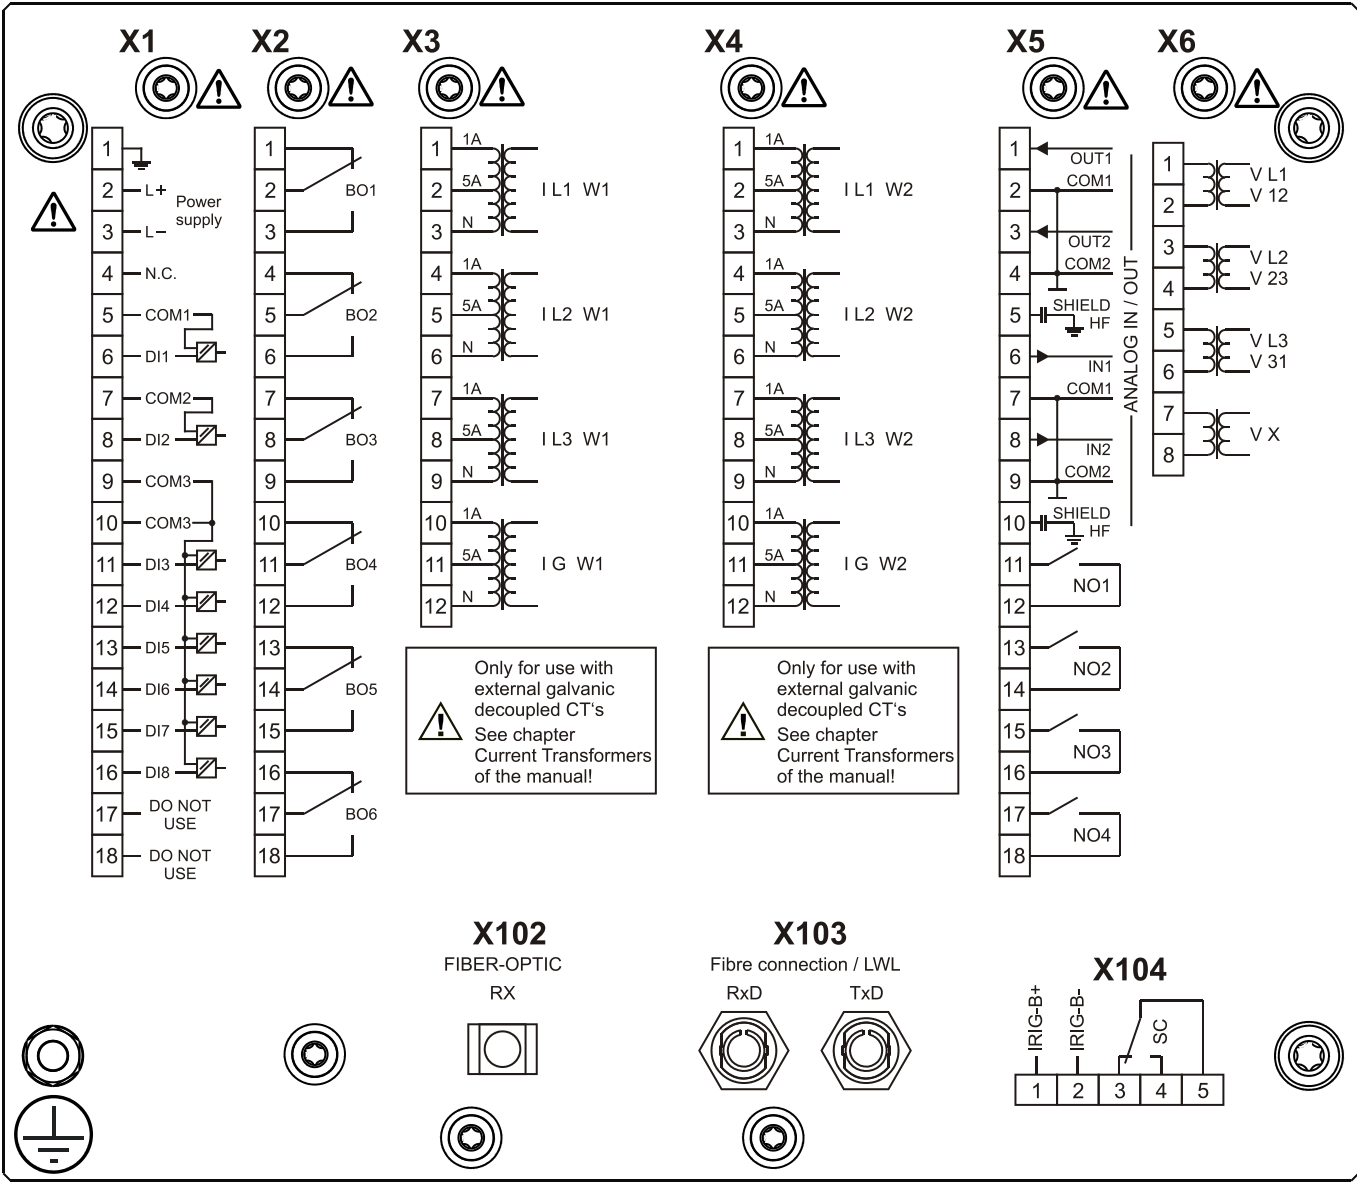 X1
X2
X3
X4
X5
X6
1
2 L+
Power
supply
3 L–
4 N.C.
5 COM1
6 DI1
7 COM2
8 DI2
9 COM3
10 COM3
11 DI3
12 DI4
13 DI5
14 DI6
15 DI7
16 DI8
17 DO NOT
USE
18 DO NOT
USE
1
2 BO1
3
4
5 BO2
6
7
8 BO3
9
10
11 BO4
12
13
14 BO5
15
16
17 BO6
18
1 1A
2 5A I L1 W1
3 N
4 1A
5 5A I L2 W1
6 N
7 1A
8 5A I L3 W1
9 N
10 1A
11 5A I G W1
12 N
Only for use with
external galvanic
decoupled CT‘s
See chapter
Current Transformers
of the manual!
1 1A
2 5A I L1 W2
3 N
4 1A
5 5A I L2 W2
6 N
7 1A
8 5A I L3 W2
9 N
10 1A
11 5A I G W2
12 N
Only for use with
external galvanic
decoupled CT‘s
See chapter
Current Transformers
of the manual!
1 OUT1
2 COM1
3 OUT2
4 COM2
5 SHIELD
HF
6 IN1
7 COM1
8 IN2
9 COM2
10 SHIELD
HF
ANALOG IN / OUT
11
NO1
12
13
NO2
14
15
NO3
16
17
NO4
18
1 V L1
2 V 12
3 V L2
4 V 23
5 V L3
6 V 31
7
V X
8
X102
FIBER-OPTIC
RX
X103
Fibre connection / LWL
RxD TxD
X104
IRIG-B+
IRIG-B-
SC
1 2 3 4 5